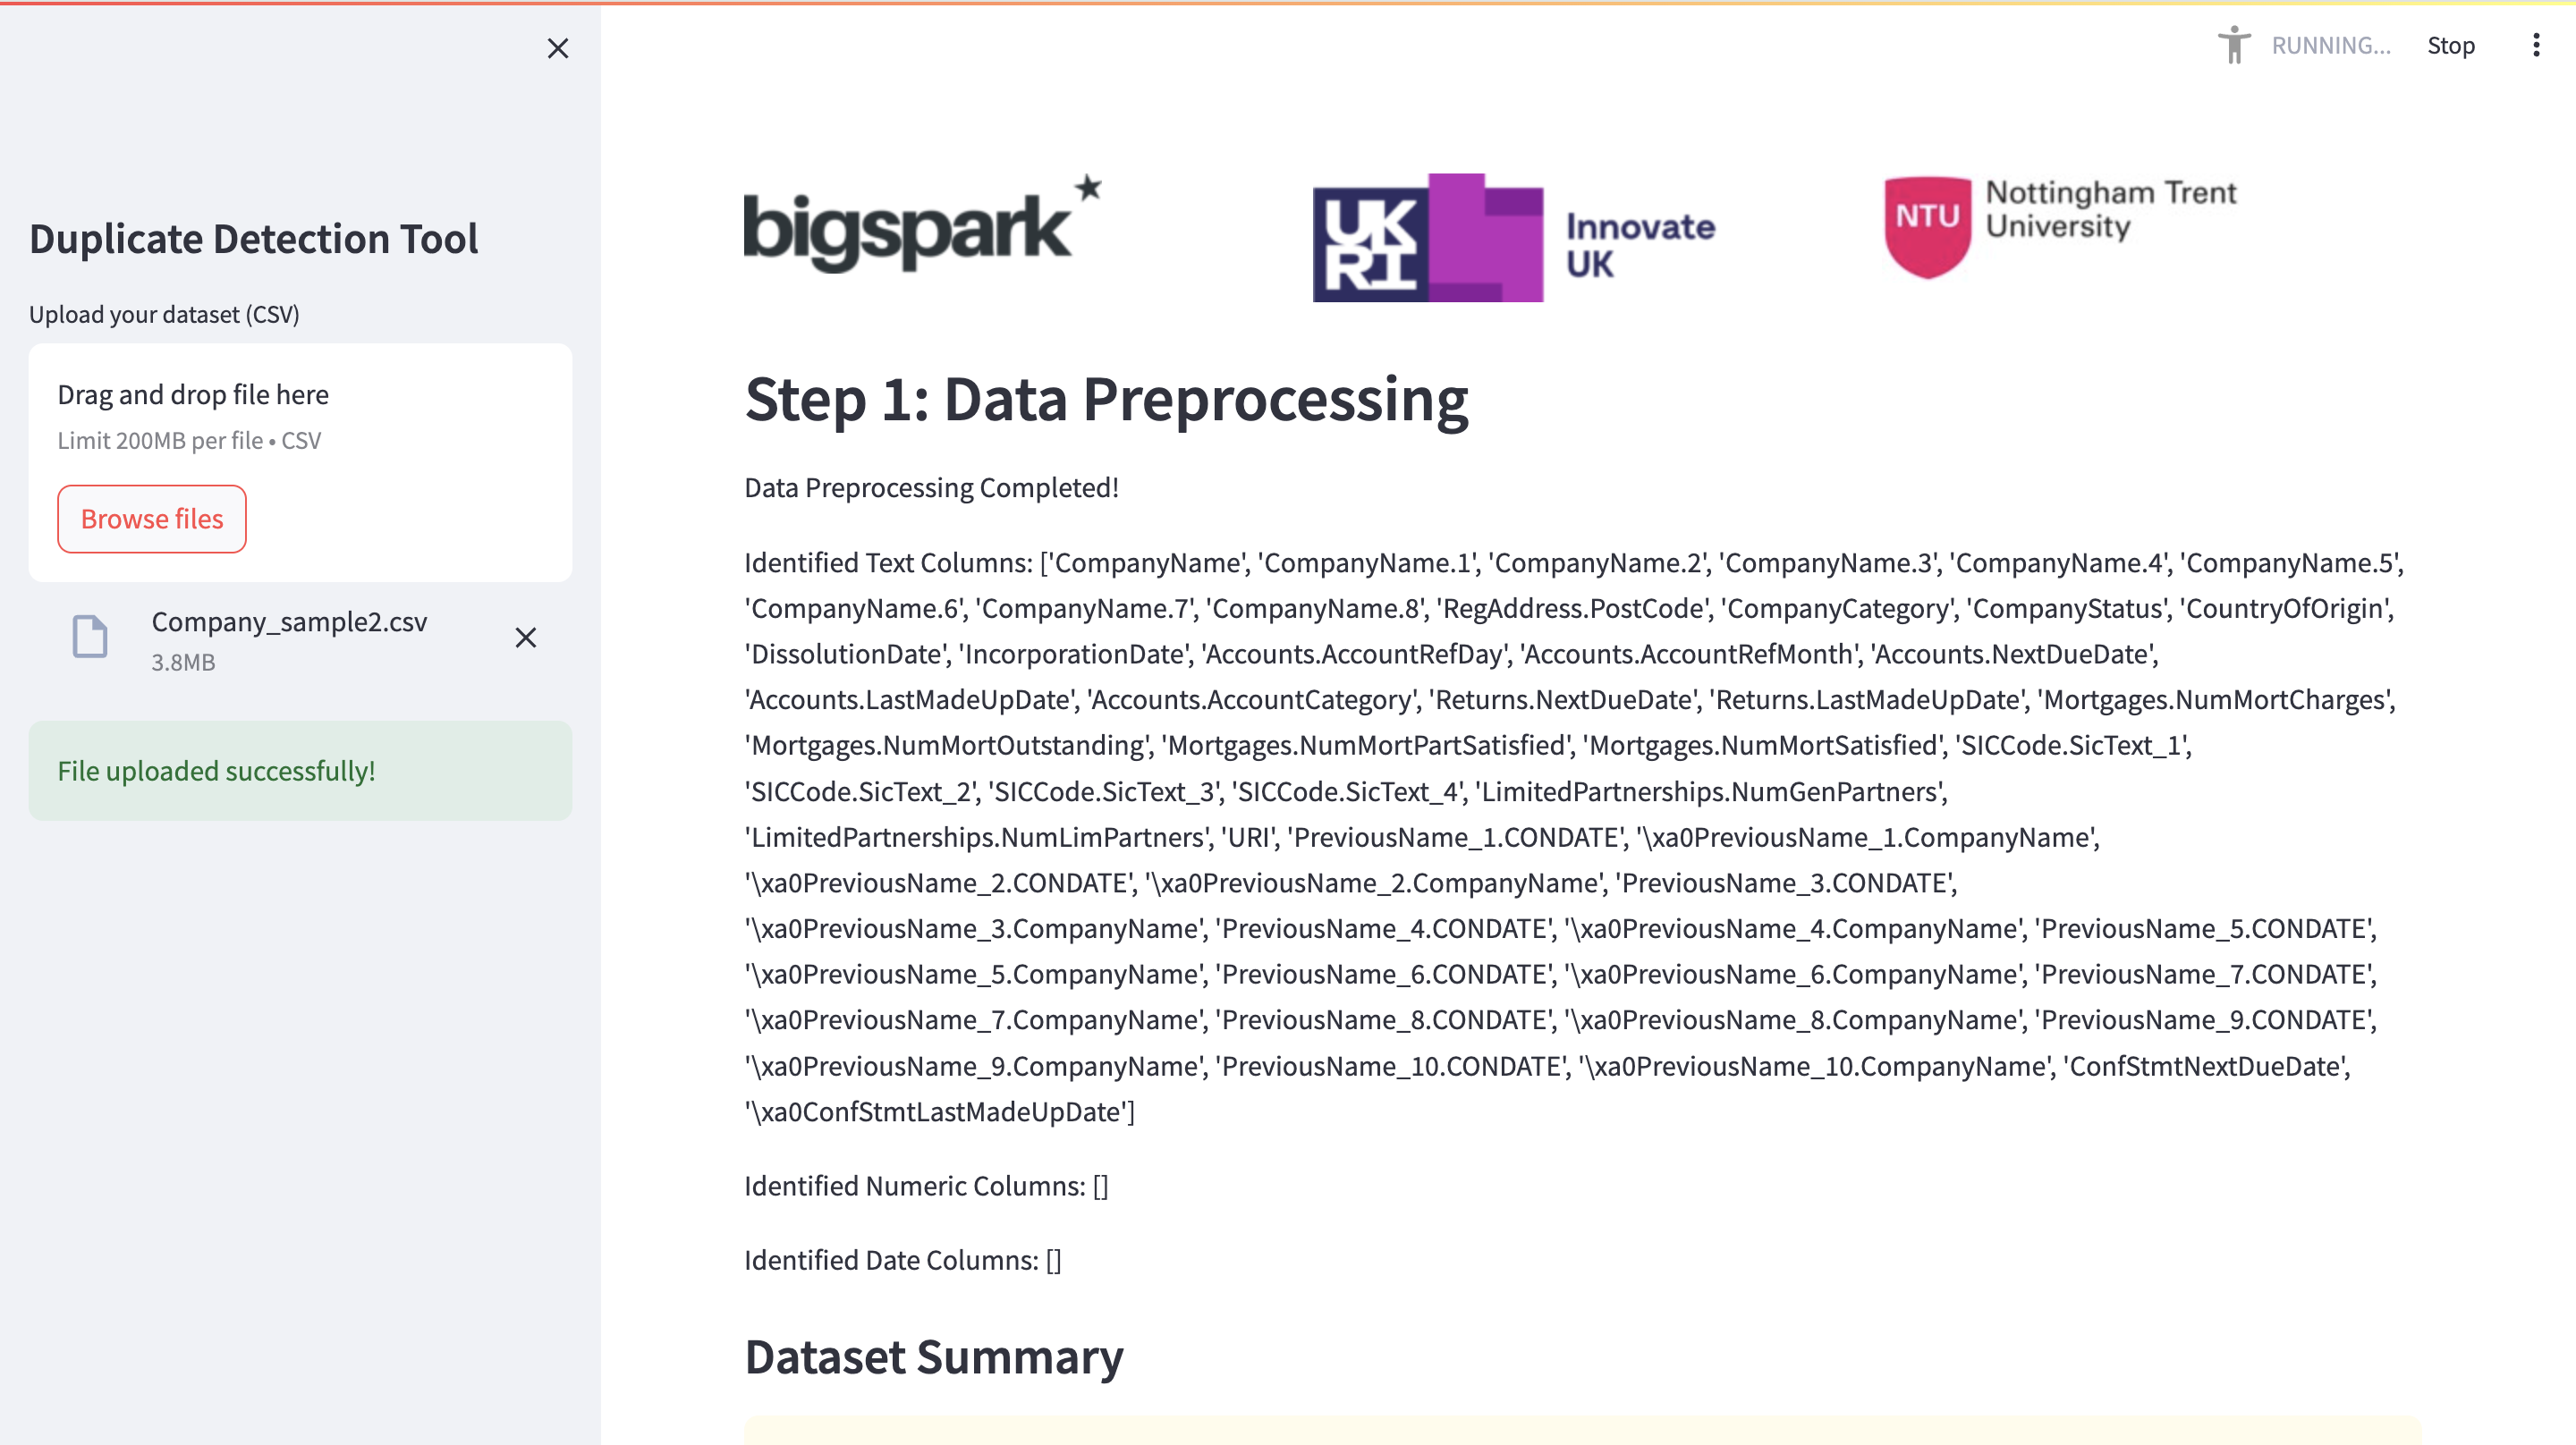 RUNNING...
Stop
Duplicate Detection Tool
Upload your dataset (CSV)
Drag and drop file here
Limit 200MB per file • CSV
Browse files
Company_sample2.csv
3.8MB
File uploaded successfully!
bigspark
UK
RI
Innovate
UK
NTU
Nottingham Trent
University
Step 1: Data Preprocessing
Data Preprocessing Completed!
Identified Text Columns: ['CompanyName', 'CompanyName.1', 'CompanyName.2', 'CompanyName.3', 'CompanyName.4', 'CompanyName.5',
'CompanyName.6', 'CompanyName.7', 'CompanyName.8', 'RegAddress.PostCode', 'CompanyCategory', 'CompanyStatus', 'CountryOfOrigin',
'DissolutionDate', 'IncorporationDate', 'Accounts.AccountRefDay', 'Accounts.AccountRefMonth', 'Accounts.NextDueDate',
'Accounts.LastMadeUpDate', 'Accounts.AccountCategory', 'Returns.NextDueDate', 'Returns.LastMadeUpDate', 'Mortgages.NumMortCharges',
'Mortgages.NumMortOutstanding', 'Mortgages.NumMortPartSatisfied', 'Mortgages.NumMortSatisfied', 'SICCode.SicText_1',
'SICCode.SicText_2', 'SICCode.SicText_3', 'SICCode.SicText_4', 'LimitedPartnerships.NumGenPartners',
'LimitedPartnerships.NumLimPartners', 'URI', 'PreviousName_1.CONDATE', '\xa0PreviousName_1.CompanyName',
'\xa0PreviousName_2.CONDATE', '\xa0PreviousName_2.CompanyName', 'PreviousName_3.CONDATE',
'\xa0PreviousName_3.CompanyName', 'PreviousName_4.CONDATE', '\xa0PreviousName_4.CompanyName', 'PreviousName_5.CONDATE',
'\xa0PreviousName_5.CompanyName', 'PreviousName_6.CONDATE', '\xa0PreviousName_6.CompanyName', 'PreviousName_7.CONDATE',
'\xa0PreviousName_7.CompanyName', 'PreviousName_8.CONDATE', '\xa0PreviousName_8.CompanyName', 'PreviousName_9.CONDATE',
'\xa0PreviousName_9.CompanyName', 'PreviousName_10.CONDATE', '\xa0PreviousName_10.CompanyName', 'ConfStmtNextDueDate',
'\xa0ConfStmtLastMadeUpDate']
Identified Numeric Columns: []
Identified Date Columns: []
Dataset Summary